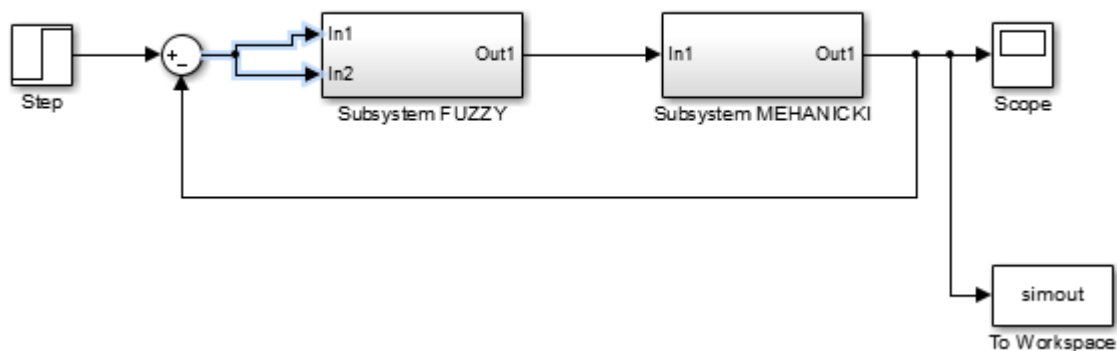 Step
In1
In2
Out1
Subsystem FUZZY
In1
Out1
Subsystem MEHANICKI
Scope
simout
To Workspace